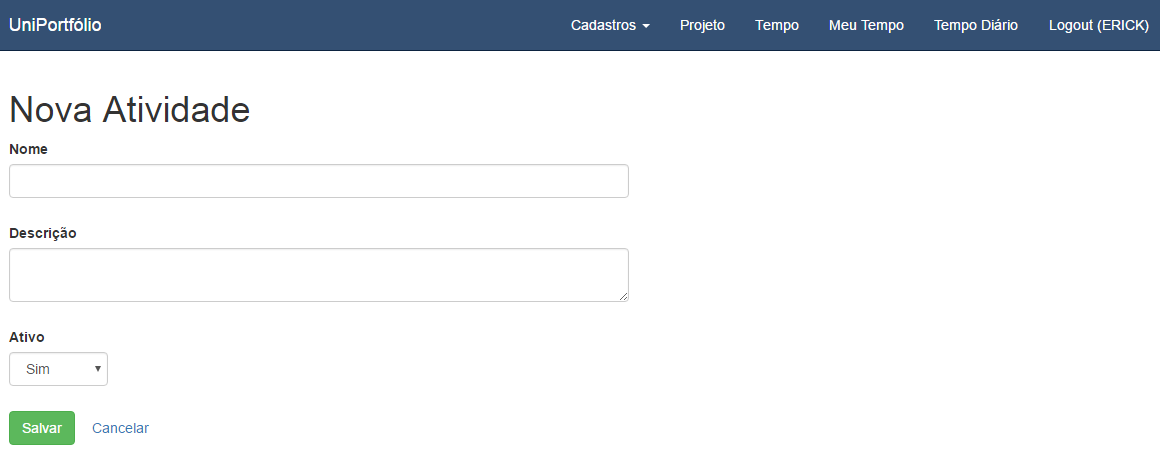 UniPortfólio Cadastros Projeto Tempo Meu Tempo Tempo Diário Logout (ERICK)
Nova Atividade
Nome
Descrição
Ativo
Sim
Salvar Cancelar